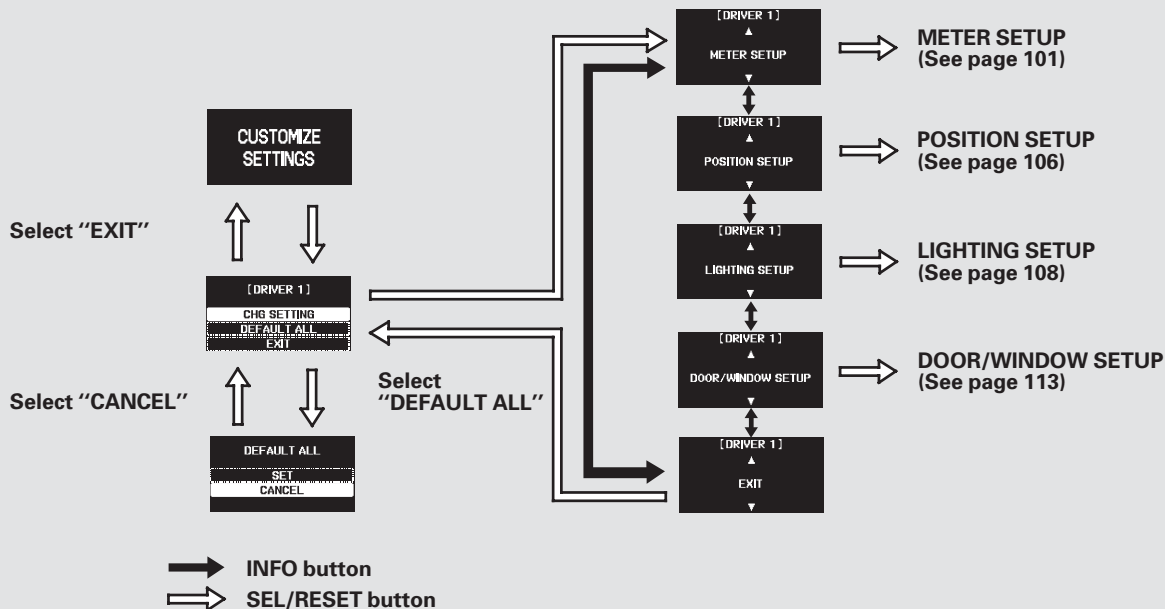 CUSTOMIZE
SETTINGS
Select "EXIT"
[DRIVER 1]
CHG SETTING
DEFAULT ALL
EXIT
Select "CANCEL"
Select
"DEFAULT ALL"
DEFAULT ALL
SET
CANCEL
[DRIVER 1]
METER SETUP
METER SETUP
(See page 101)
[DRIVER 1]
POSITION SETUP
POSITION SETUP
(See page 106)
[DRIVER 1]
LIGHTING SETUP
LIGHTING SETUP
(See page 108)
[DRIVER 1]
DOOR/WINDOW SETUP
DOOR/WINDOW SETUP
(See page 113)
[DRIVER 1]
EXIT
INFO button
SEL/RESET button